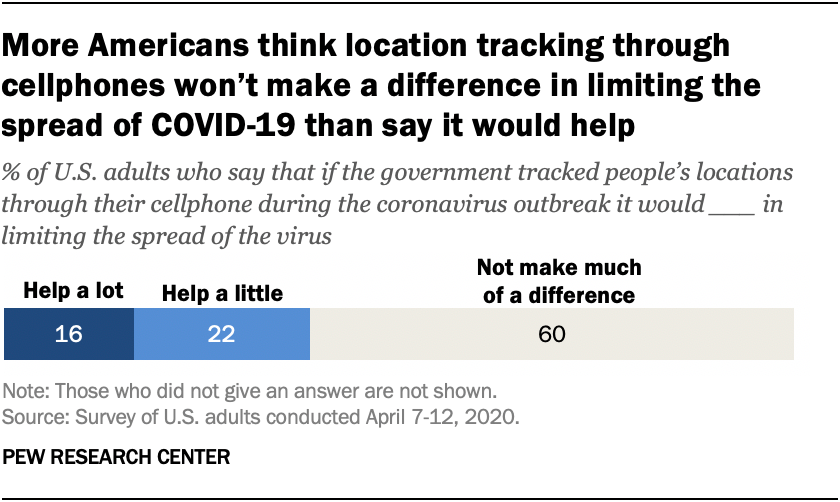 More Americans think location tracking through
cellphones won’t make a difference in limiting the
spread of COVID-19 than say it would help
% of U.S. adults who say that if the government tracked people’s locations
through their cellphone during the coronavirus outbreak it would ___ in
limiting the spread of the virus
Help a lot
Help a little
Not make much
of a difference
16
22
60
Note: Those who did not give an answer are not shown.
Source: Survey of U.S. adults conducted April 7-12, 2020.
PEW RESEARCH CENTER